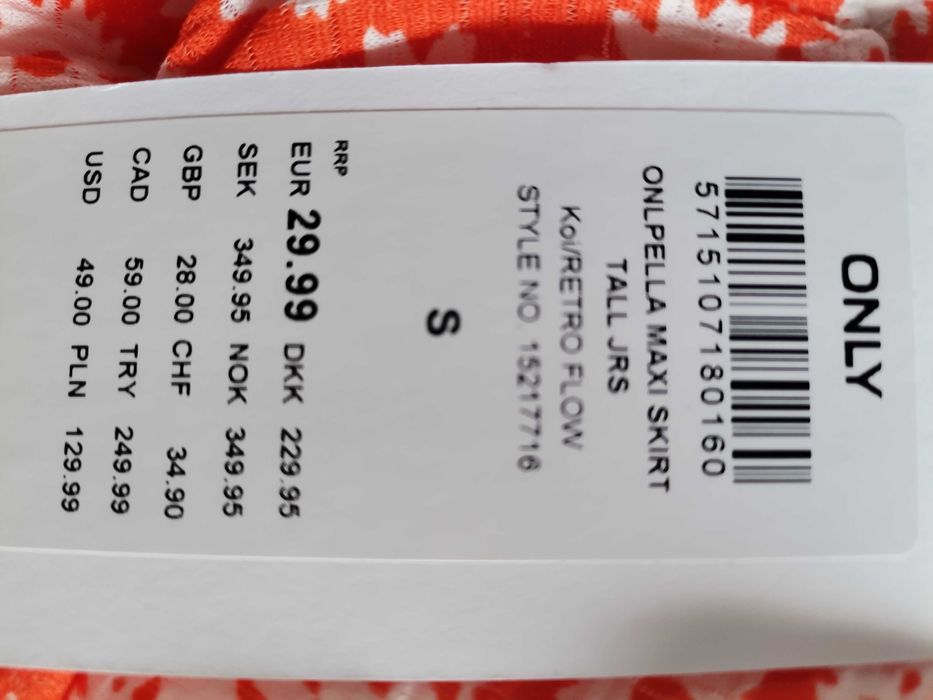 ONLY
5715107180160
ONLPELLA MAXI SKIRT
TALL JRS
Koi/RETRO FLOW
STYLE NO. 15217716
S
RRP
EUR 29.99 DKK 229.95
SEK 349.95 NOK 349.95
GBP 28.00 CHF 34.90
CAD 59.00 TRY 249.99
USD 49.00 PLN 129.99